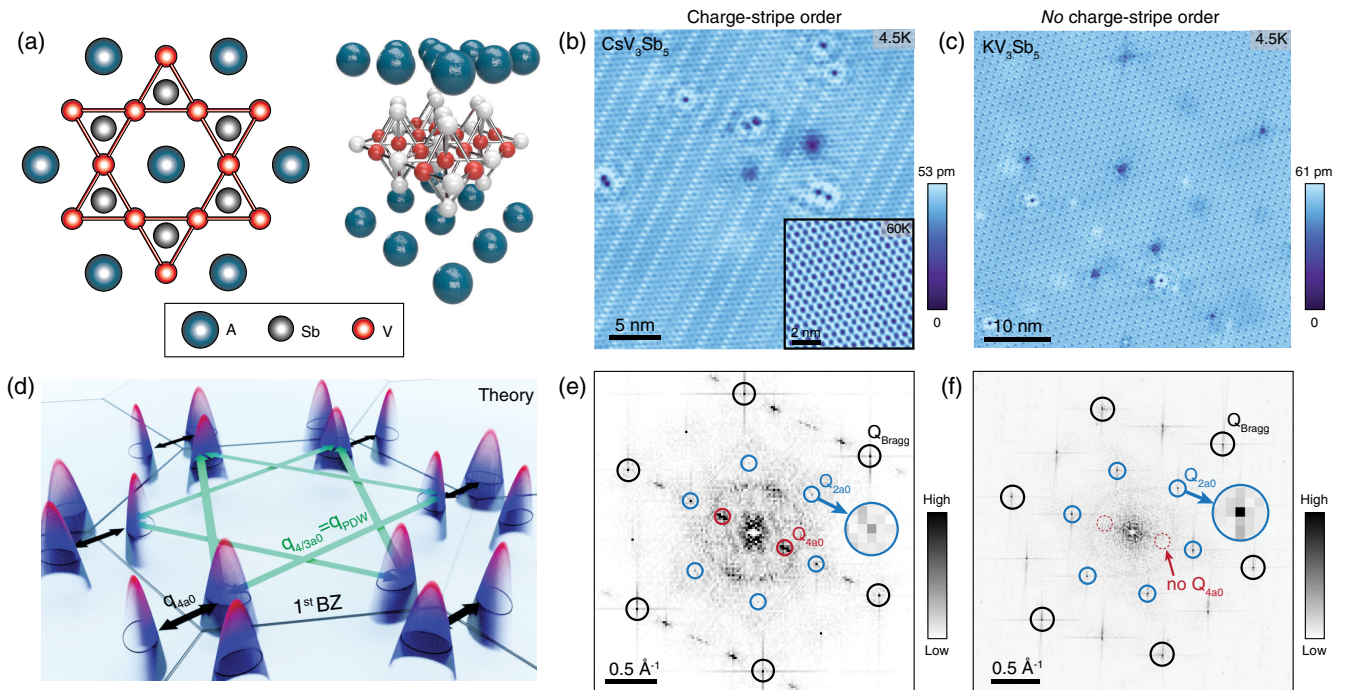 Charge-stripe order
No charge-stripe order
(a)
A
Sb
V
(b)
CsV3Sb5
4.5K
5 nm
60K
2 nm
53 pm
0
(c)
KV3Sb5
4.5K
10 nm
61 pm
0
(d)
Theory
q4/3a0=qPDW
q4a0
1st BZ
(e)
QBragg
Q2a0
Q4a0
0.5 Å-1
High
Low
(f)
QBragg
Q2a0
no Q4a0
0.5 Å-1
High
Low